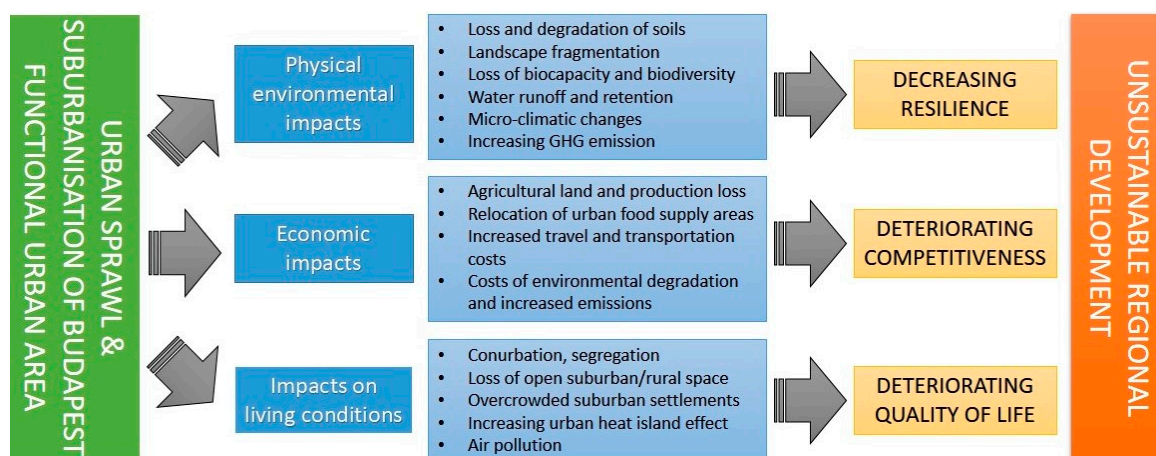 URBAN SPRAWL &
SUBURBANISATION OF BUDAPEST
FUNCTIONAL URBAN AREA
Physical
environmental
impacts
• Loss and degradation of soils
• Landscape fragmentation
• Loss of biocapacity and biodiversity
• Water runoff and retention
• Micro-climatic changes
• Increasing GHG emission
DECREASING
RESILIENCE
Economic
impacts
• Agricultural land and production loss
• Relocation of urban food supply areas
• Increased travel and transportation
costs
• Costs of environmental degradation
and increased emissions
DETERIORATING
COMPETITIVENESS
Impacts on
living conditions
• Conurbation, segregation
• Loss of open suburban/rural space
• Overcrowded suburban settlements
• Increasing urban heat island effect
• Air pollution
DETERIORATING
QUALITY OF LIFE
UNSUSTAINABLE REGIONAL
DEVELOPMENT